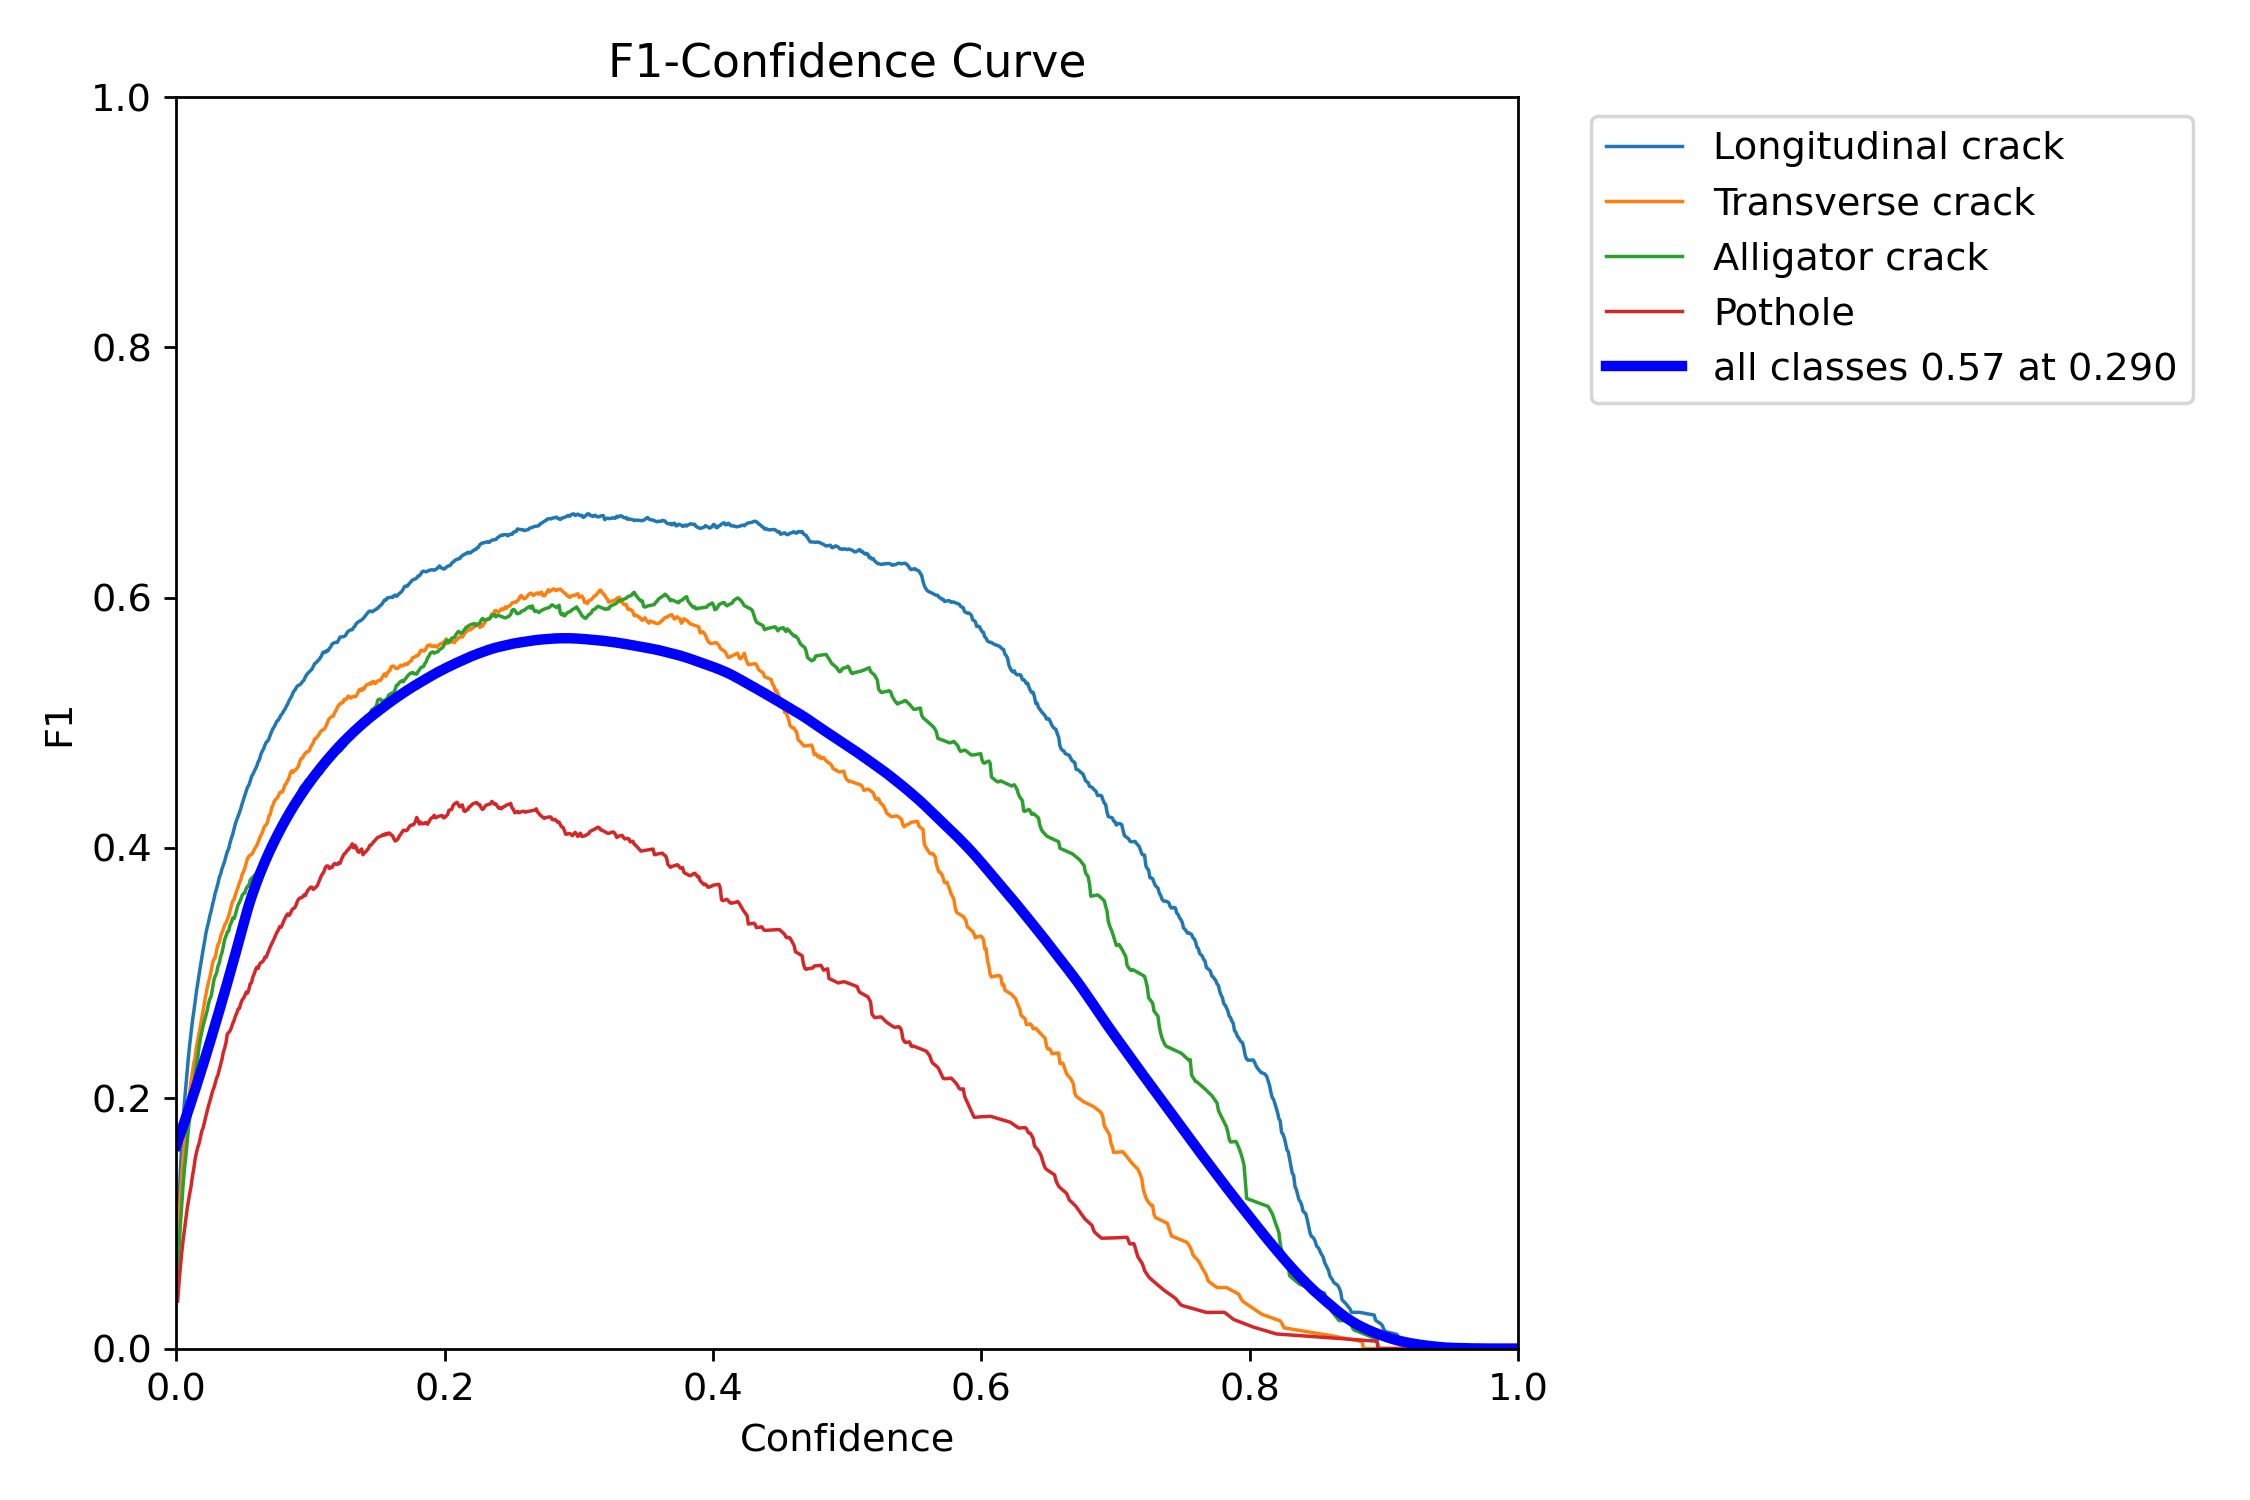 F1-Confidence Curve
1.0
0.8
0.6
0.4
0.2
0.0
F1
0.0 0.2 0.4 0.6 0.8 1.0
Confidence
Longitudinal crack
Transverse crack
Alligator crack
Pothole
all classes 0.57 at 0.290